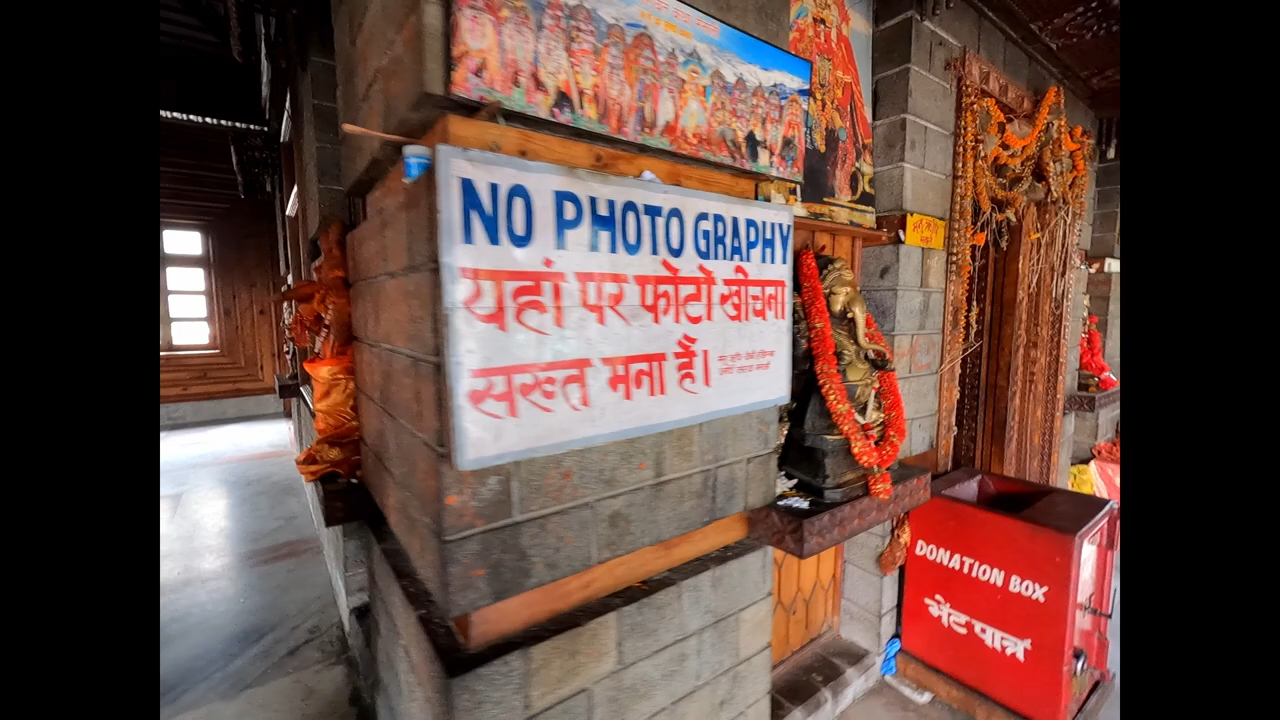 NO PHOTO GRAPHY
यहां पर फोटो खींचना
सख्त मना हैं।
DONATION BOX
भेंट पात्र